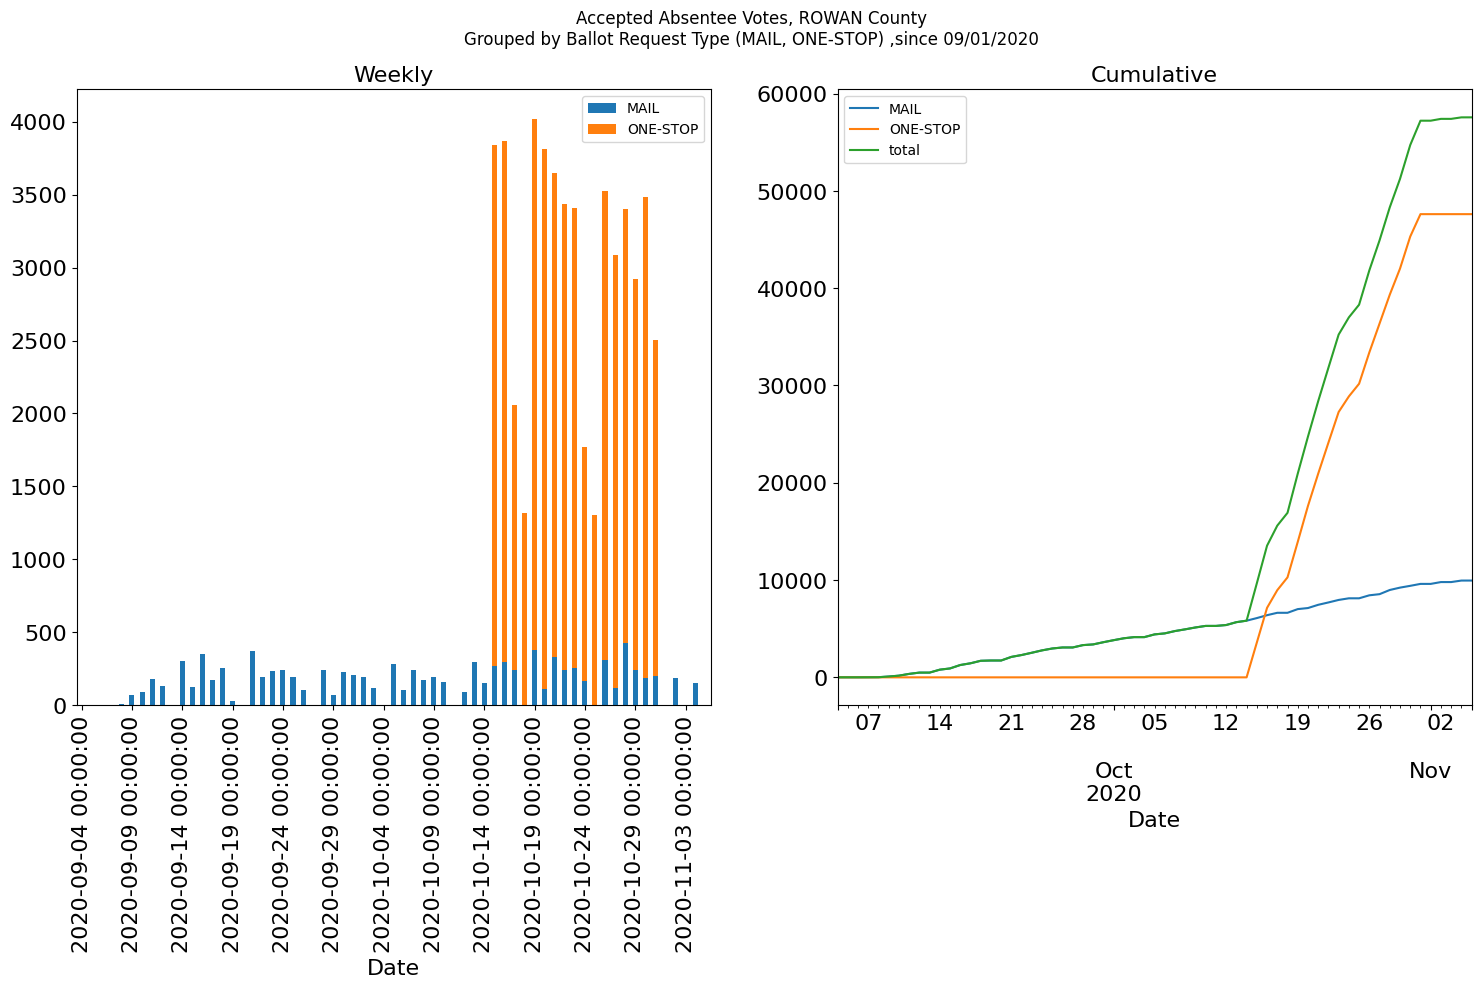 Accepted Absentee Votes, ROWAN County
Grouped by Ballot Request Type (MAIL, ONE-STOP) ,since 09/01/2020
Weekly
MAIL
ONE-STOP
4000
3500
3000
2500
2000
1500
1000
500
0
2020-09-04 00:00:00
2020-09-09 00:00:00
2020-09-14 00:00:00
2020-09-19 00:00:00
2020-09-24 00:00:00
2020-09-29 00:00:00
2020-10-04 00:00:00
2020-10-09 00:00:00
2020-10-14 00:00:00
2020-10-19 00:00:00
2020-10-24 00:00:00
2020-10-29 00:00:00
2020-11-03 00:00:00
Date
Cumulative
MAIL
ONE-STOP
total
60000
50000
40000
30000
20000
10000
0
07 14 21 28 05 12 19 26 02
Oct Nov
2020
Date